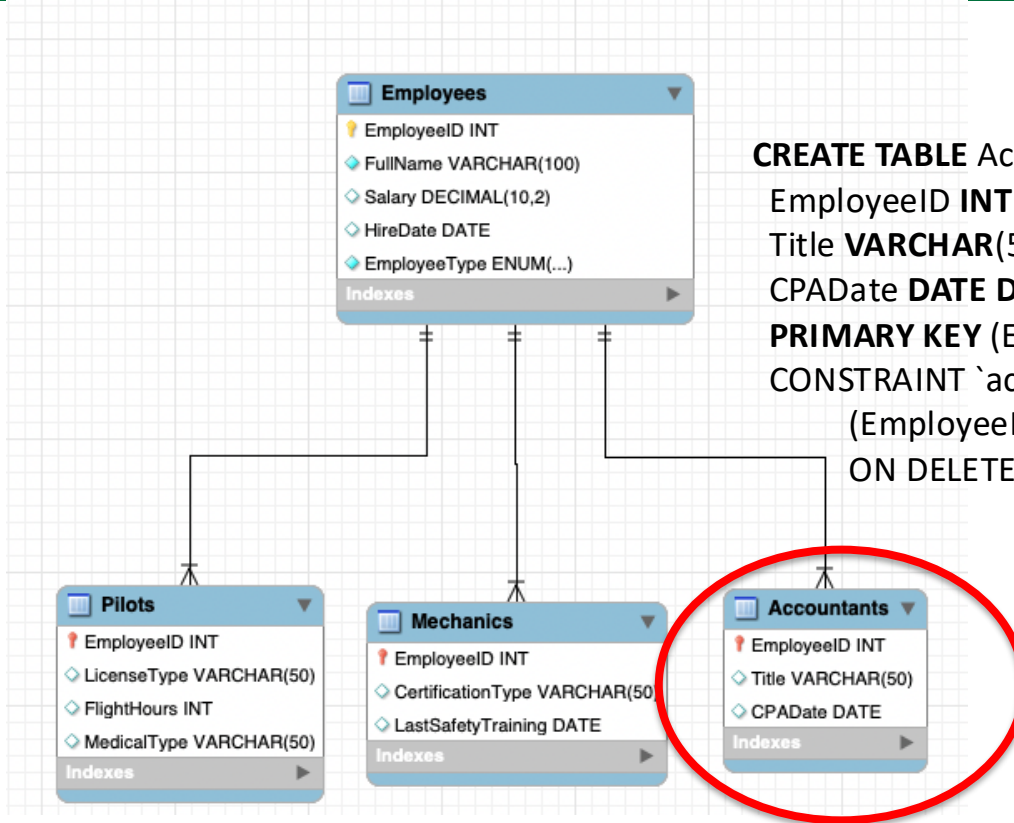 Employees
EmployeeID INT
FullName VARCHAR(100)
Salary DECIMAL(10,2)
HireDate DATE
EmployeeType ENUM(...)
Indexes
CREATE TABLE Ac
EmployeeID INT
Title VARCHAR(5
CPADate DATE D
PRIMARY KEY (E
CONSTRAINT `ac
(Employee
ON DELETE
Pilots
EmployeeID INT
LicenseType VARCHAR(50)
FlightHours INT
MedicalType VARCHAR(50)
Indexes
Mechanics
EmployeeID INT
CertificationType VARCHAR(50)
LastSafetyTraining DATE
Indexes
Accountants
EmployeeID INT
Title VARCHAR(50)
CPADate DATE
Indexes